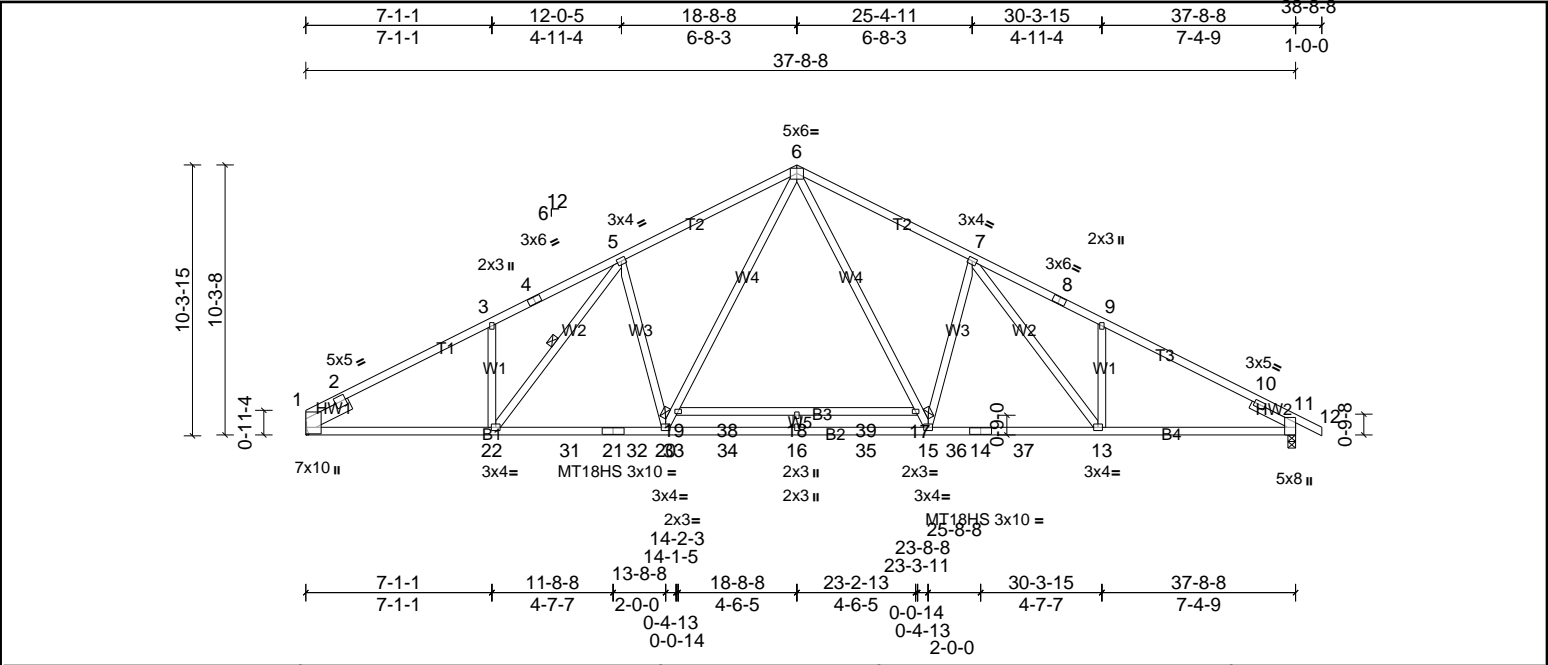 7-1-1 12-0-5 18-8-8 25-4-11 30-3-15 37-8-8 38-8-8
7-1-1 4-11-4 6-8-3 6-8-3 4-11-4 7-4-9 1-0-0
37-8-8
5x6=
6
12
6
3x4=
5
T2
T2
3x4=
7
3x6=
4
2x3 II
3
2x3 II
3x6=
8
9
10-3-15
10-3-8
W4
W4
W2
W3
W3
W2
T1
W1
W1
T3
5x5=
2
1
HW1
3x5=
10
HW2
11
12
0-11-4
0-9-8
0-9-0
B3
W5
B1
19 38 18 39 17
B2
B4
22 31 21 32 20 33 34 16 35 15 36 14 37 13
7x10 II
3x4=
MT18HS 3x10 =
2x3 II
2x3=
3x4=
5x8 II
3x4=
2x3 II
3x4=
2x3=
MT18HS 3x10 =
14-2-3
25-8-8
14-1-5
23-8-8
13-8-8
23-3-11
7-1-1 11-8-8 18-8-8 23-2-13 30-3-15 37-8-8
7-1-1 4-7-7 2-0-0 4-6-5 4-6-5 4-7-7 7-4-9
0-4-13
0-0-14
0-0-14
0-4-13
2-0-0